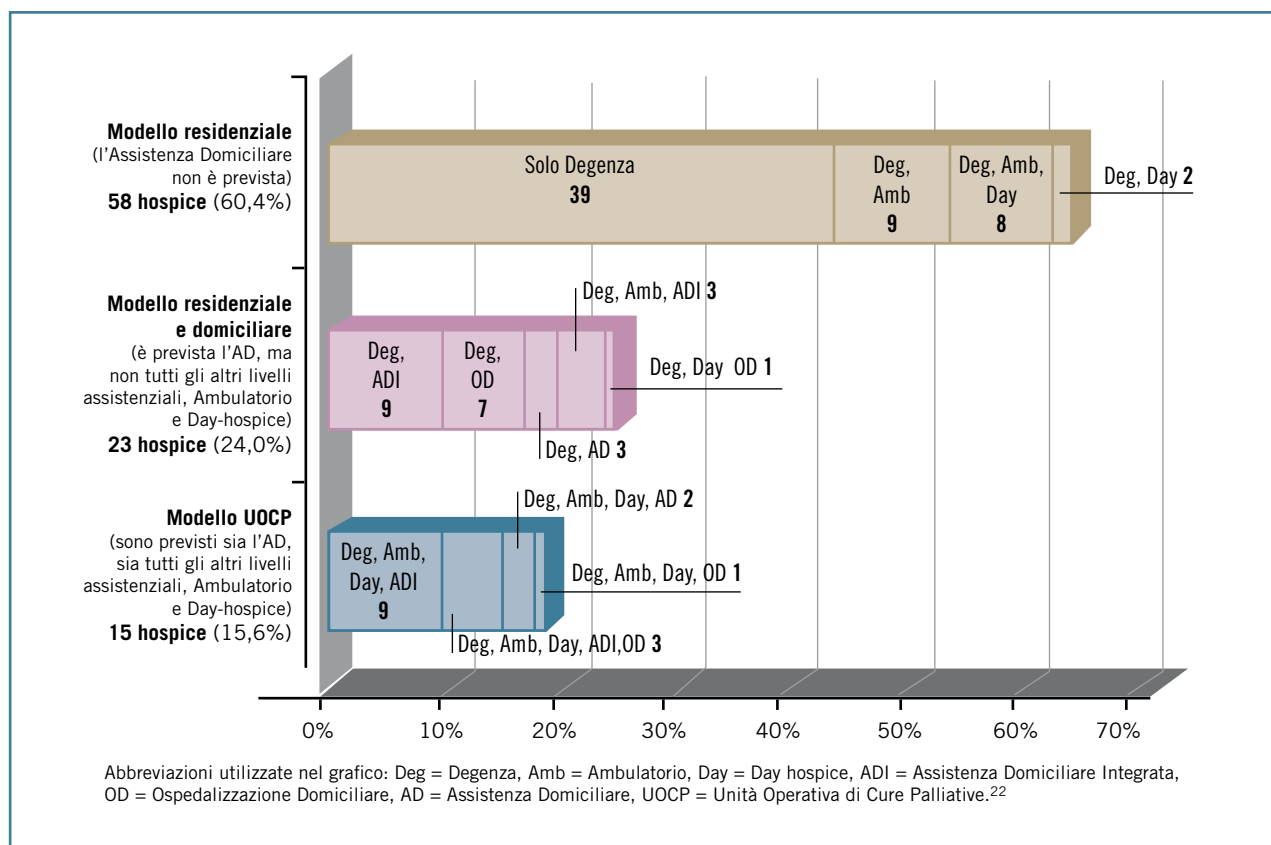 Modello residenziale
(l'Assistenza Domiciliare
non è prevista)
58 hospice (60,4%)
Solo Degenza
39
Deg,
Amb
9
Deg, Amb,
Day
8
Deg, Day 2
Modello residenziale
e domiciliare
(è prevista l'AD, ma
non tutti gli altri livelli
assistenziali, Ambulatorio
e Day-hospice)
23 hospice (24,0%)
Deg,
ADI
9
Deg,
OD
7
Deg, AD 3
Deg, Amb, ADI 3
Deg, Day OD 1
Modello UOCP
(sono previsti sia l'AD,
sia tutti gli altri livelli
assistenziali, Ambulatorio
e Day-hospice)
15 hospice (15,6%)
Deg, Amb,
Day, ADI
9
Deg, Amb, Day, ADI,OD 3
Deg, Amb, Day, AD 2
Deg, Amb, Day, OD 1
0% 10% 20% 30% 40% 50% 60% 70%
Abbreviazioni utilizzate nel grafico: Deg = Degenza, Amb = Ambulatorio, Day = Day hospice, ADI = Assistenza Domiciliare Integrata,
OD = Ospedalizzazione Domiciliare, AD = Assistenza Domiciliare, UOCP = Unità Operativa di Cure Palliative.22